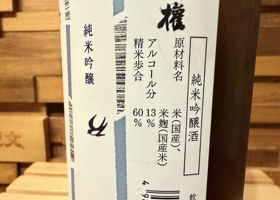 權
純米吟醸酒
原材料名 米(国産)、米麹(国産米)
アルコール分 13%
精米歩合 60%
純米吟醸